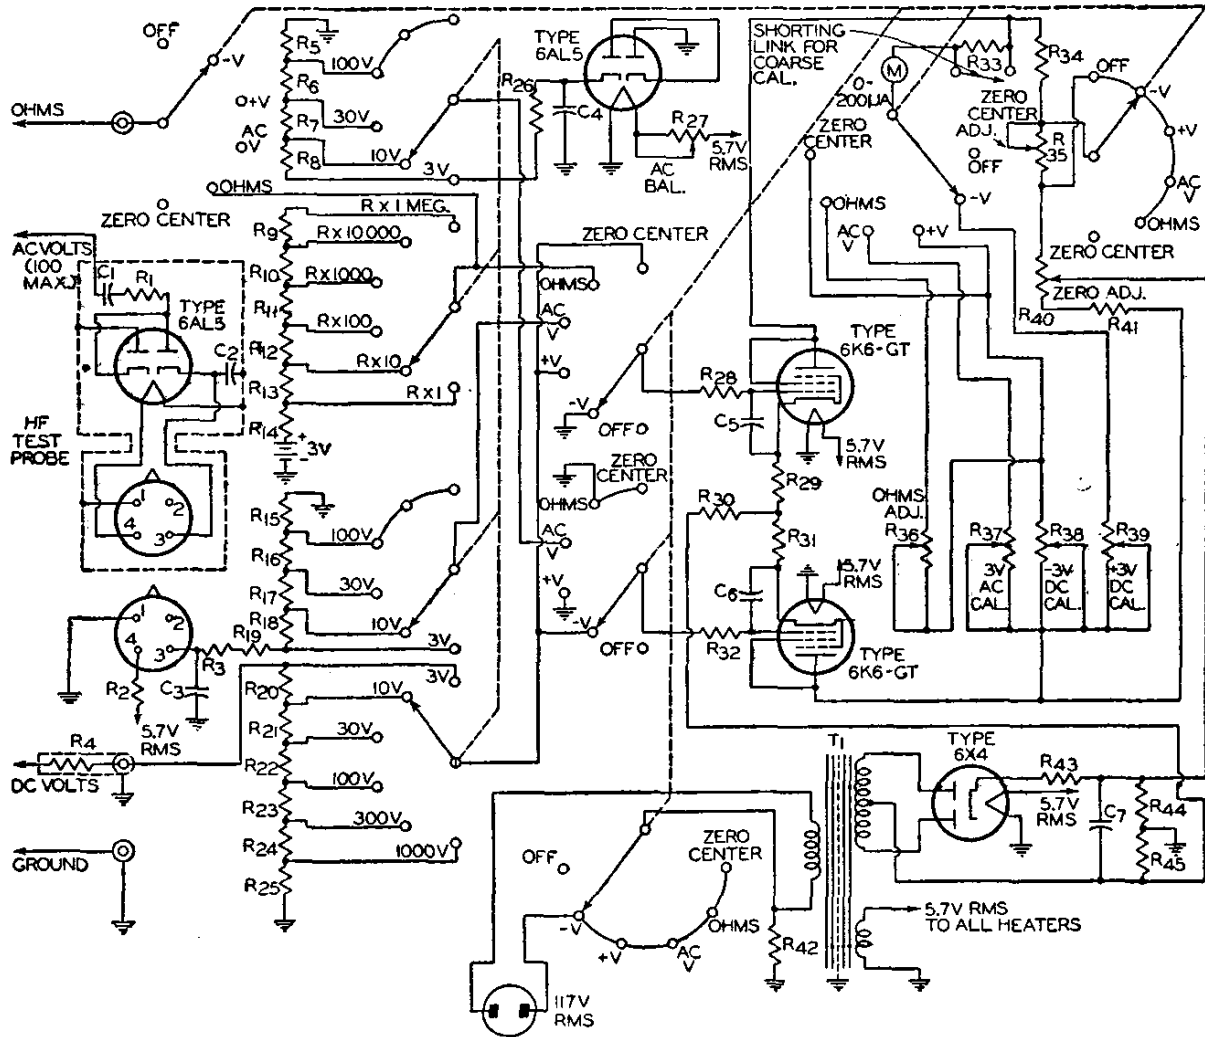 OFF
-V
OHMS
R5
100V
R6
+V
30V
R7
AC
V
10V
R8
3V
OHMS
ZERO CENTER
TYPE
6AL5
R26
C4
R27
5.7V
RMS
AC
BAL.
SHORTING
LINK FOR
COARSE
CAL.
M
0-
200µA
R33
R34
ZERO
CENTER
ADJ.
R
35
OFF
ZERO
CENTER
OFF
-V
+V
AC
V
OHMS
-V
OHMS
AC
V
+V
ZERO CENTER
ZERO ADJ.
R40
R41
AC VOLTS
(100
MAX.)
C1
R1
TYPE
6AL5
C2
HF
TEST
PROBE
1
2
4
3
R9
R x 1 MEG.
R x 10,000
R10
R x 1000
R11
R x 100
R12
R x 10
R13
R x 1
R14
+
- 3V
ZERO CENTER
OHMS
AC
V
+V
-V
OFF
R28
C5
TYPE
6K6-GT
5.7V
RMS
R29
ZERO
CENTER
OHMS
AC
V
+V
-V
OFF
R30
R31
5.7V
RMS
C6
R32
TYPE
6K6-GT
OHMS
ADJ.
R36
R37
3V
AC
CAL.
R38
-3V
DC
CAL.
R39
+3V
DC
CAL.
R15
100V
R16
30V
R17
R18
10V
3V
1
2
4
3
R3
R19
R2
C3
5.7V
RMS
3V
R20
10V
R21
30V
R22
100V
R23
300V
R24
1000V
R25
R4
DC VOLTS
GROUND
OFF
-V
+V
AC
V
OHMS
ZERO
CENTER
R42
117V
RMS
T1
TYPE
6X4
R43
5.7V
RMS
C7
R44
R45
5.7V RMS
TO ALL HEATERS